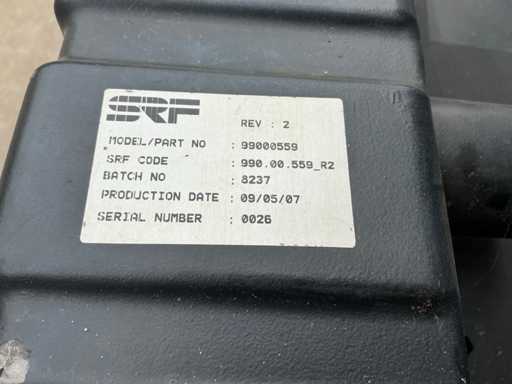 SRF
REV : 2
MODEL/PART NO : 99000559
SRF CODE : 990.00.559_R2
BATCH NO : 8237
PRODUCTION DATE : 09/05/07
SERIAL NUMBER : 0026